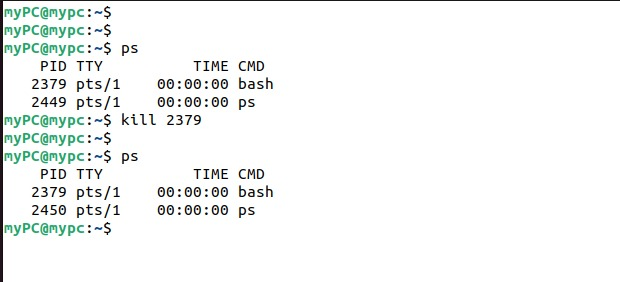 myPC@mypc:~$
myPC@mypc:~$
myPC@mypc:~$ ps
    PID TTY          TIME CMD
   2379 pts/1    00:00:00 bash
   2449 pts/1    00:00:00 ps
myPC@mypc:~$ kill 2379
myPC@mypc:~$
myPC@mypc:~$ ps
    PID TTY          TIME CMD
   2379 pts/1    00:00:00 bash
   2450 pts/1    00:00:00 ps
myPC@mypc:~$